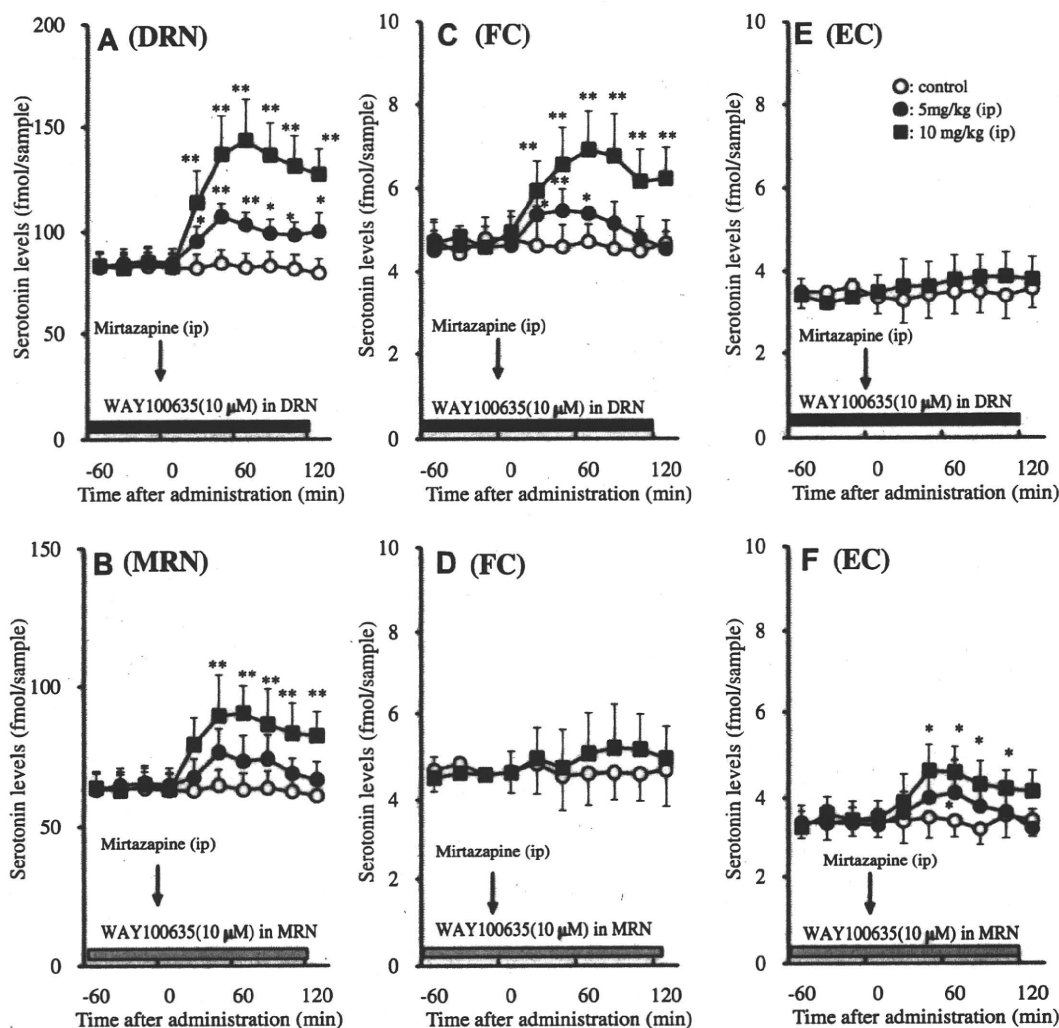 A (DRN)
Serotonin levels (fmol/sample)
200
150
100
50
0
** ** ** ** ** **
* ** ** * * *
Mirtazapine (ip)
WAY100635(10 μM) in DRN
-60 0 60 120
Time after administration (min)
C (FC)
Serotonin levels (fmol/sample)
10
8
6
4
2
0
** ** ** ** ** **
* ** *
Mirtazapine (ip)
WAY100635(10 μM) in DRN
-60 0 60 120
Time after administration (min)
E (EC)
Serotonin levels (fmol/sample)
10
8
6
4
2
0
: control
: 5mg/kg (ip)
: 10 mg/kg (ip)
Mirtazapine (ip)
WAY100635(10 μM) in DRN
-60 0 60 120
Time after administration (min)
B (MRN)
Serotonin levels (fmol/sample)
150
100
50
0
** ** ** ** **
Mirtazapine (ip)
WAY100635(10 μM) in MRN
-60 0 60 120
Time after administration (min)
D (FC)
Serotonin levels (fmol/sample)
10
8
6
4
2
0
Mirtazapine (ip)
WAY100635(10 μM) in MRN
-60 0 60 120
Time after administration (min)
F (EC)
Serotonin levels (fmol/sample)
10
8
6
4
2
0
* * * *
*
Mirtazapine (ip)
WAY100635(10 μM) in MRN
-60 0 60 120
Time after administration (min)